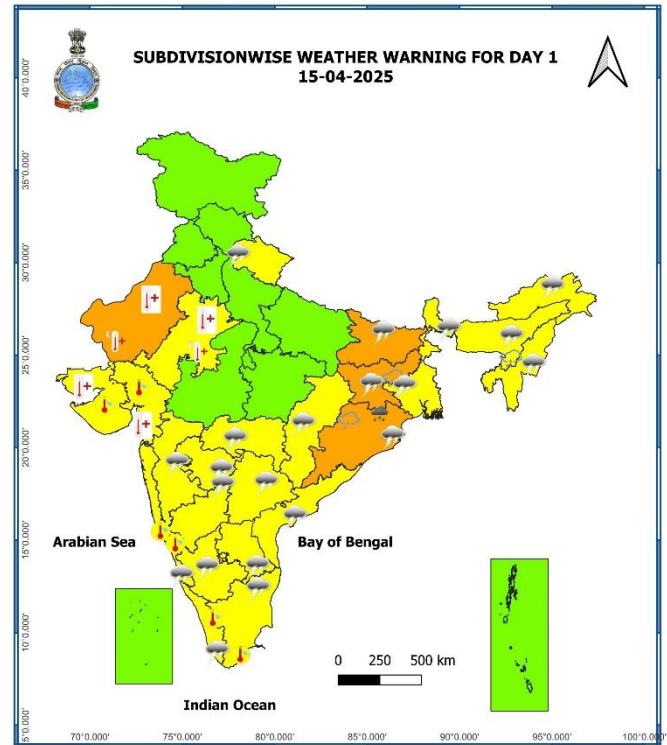 SUBDIVISIONWISE WEATHER WARNING FOR DAY 1
15-04-2025
40°0.000'
35°0.000'
30°0.000'
25°0.000'
20°0.000'
15°0.000'
10°0.000'
5°0.000'
Arabian Sea
Bay of Bengal
0 250 500 km
Indian Ocean
70°0.000' 75°0.000' 80°0.000' 85°0.000' 90°0.000' 95°0.000' 100°0.000'